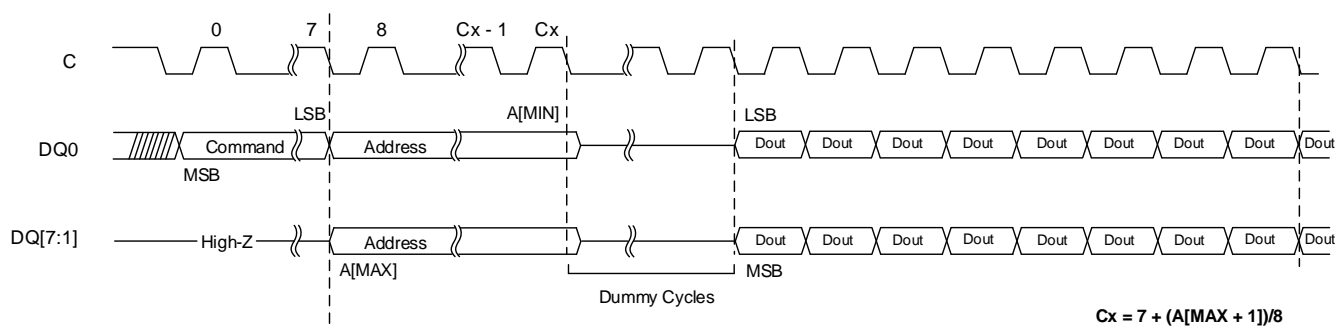 0 7 8 Cx - 1 Cx
C
LSB A[MIN] LSB
DQ0 Command Address Dout Dout Dout Dout Dout Dout Dout Dout Dout
MSB
DQ[7:1] High-Z Address Dout Dout Dout Dout Dout Dout Dout Dout Dout
A[MAX] MSB
Dummy Cycles
Cx = 7 + (A[MAX + 1])/8